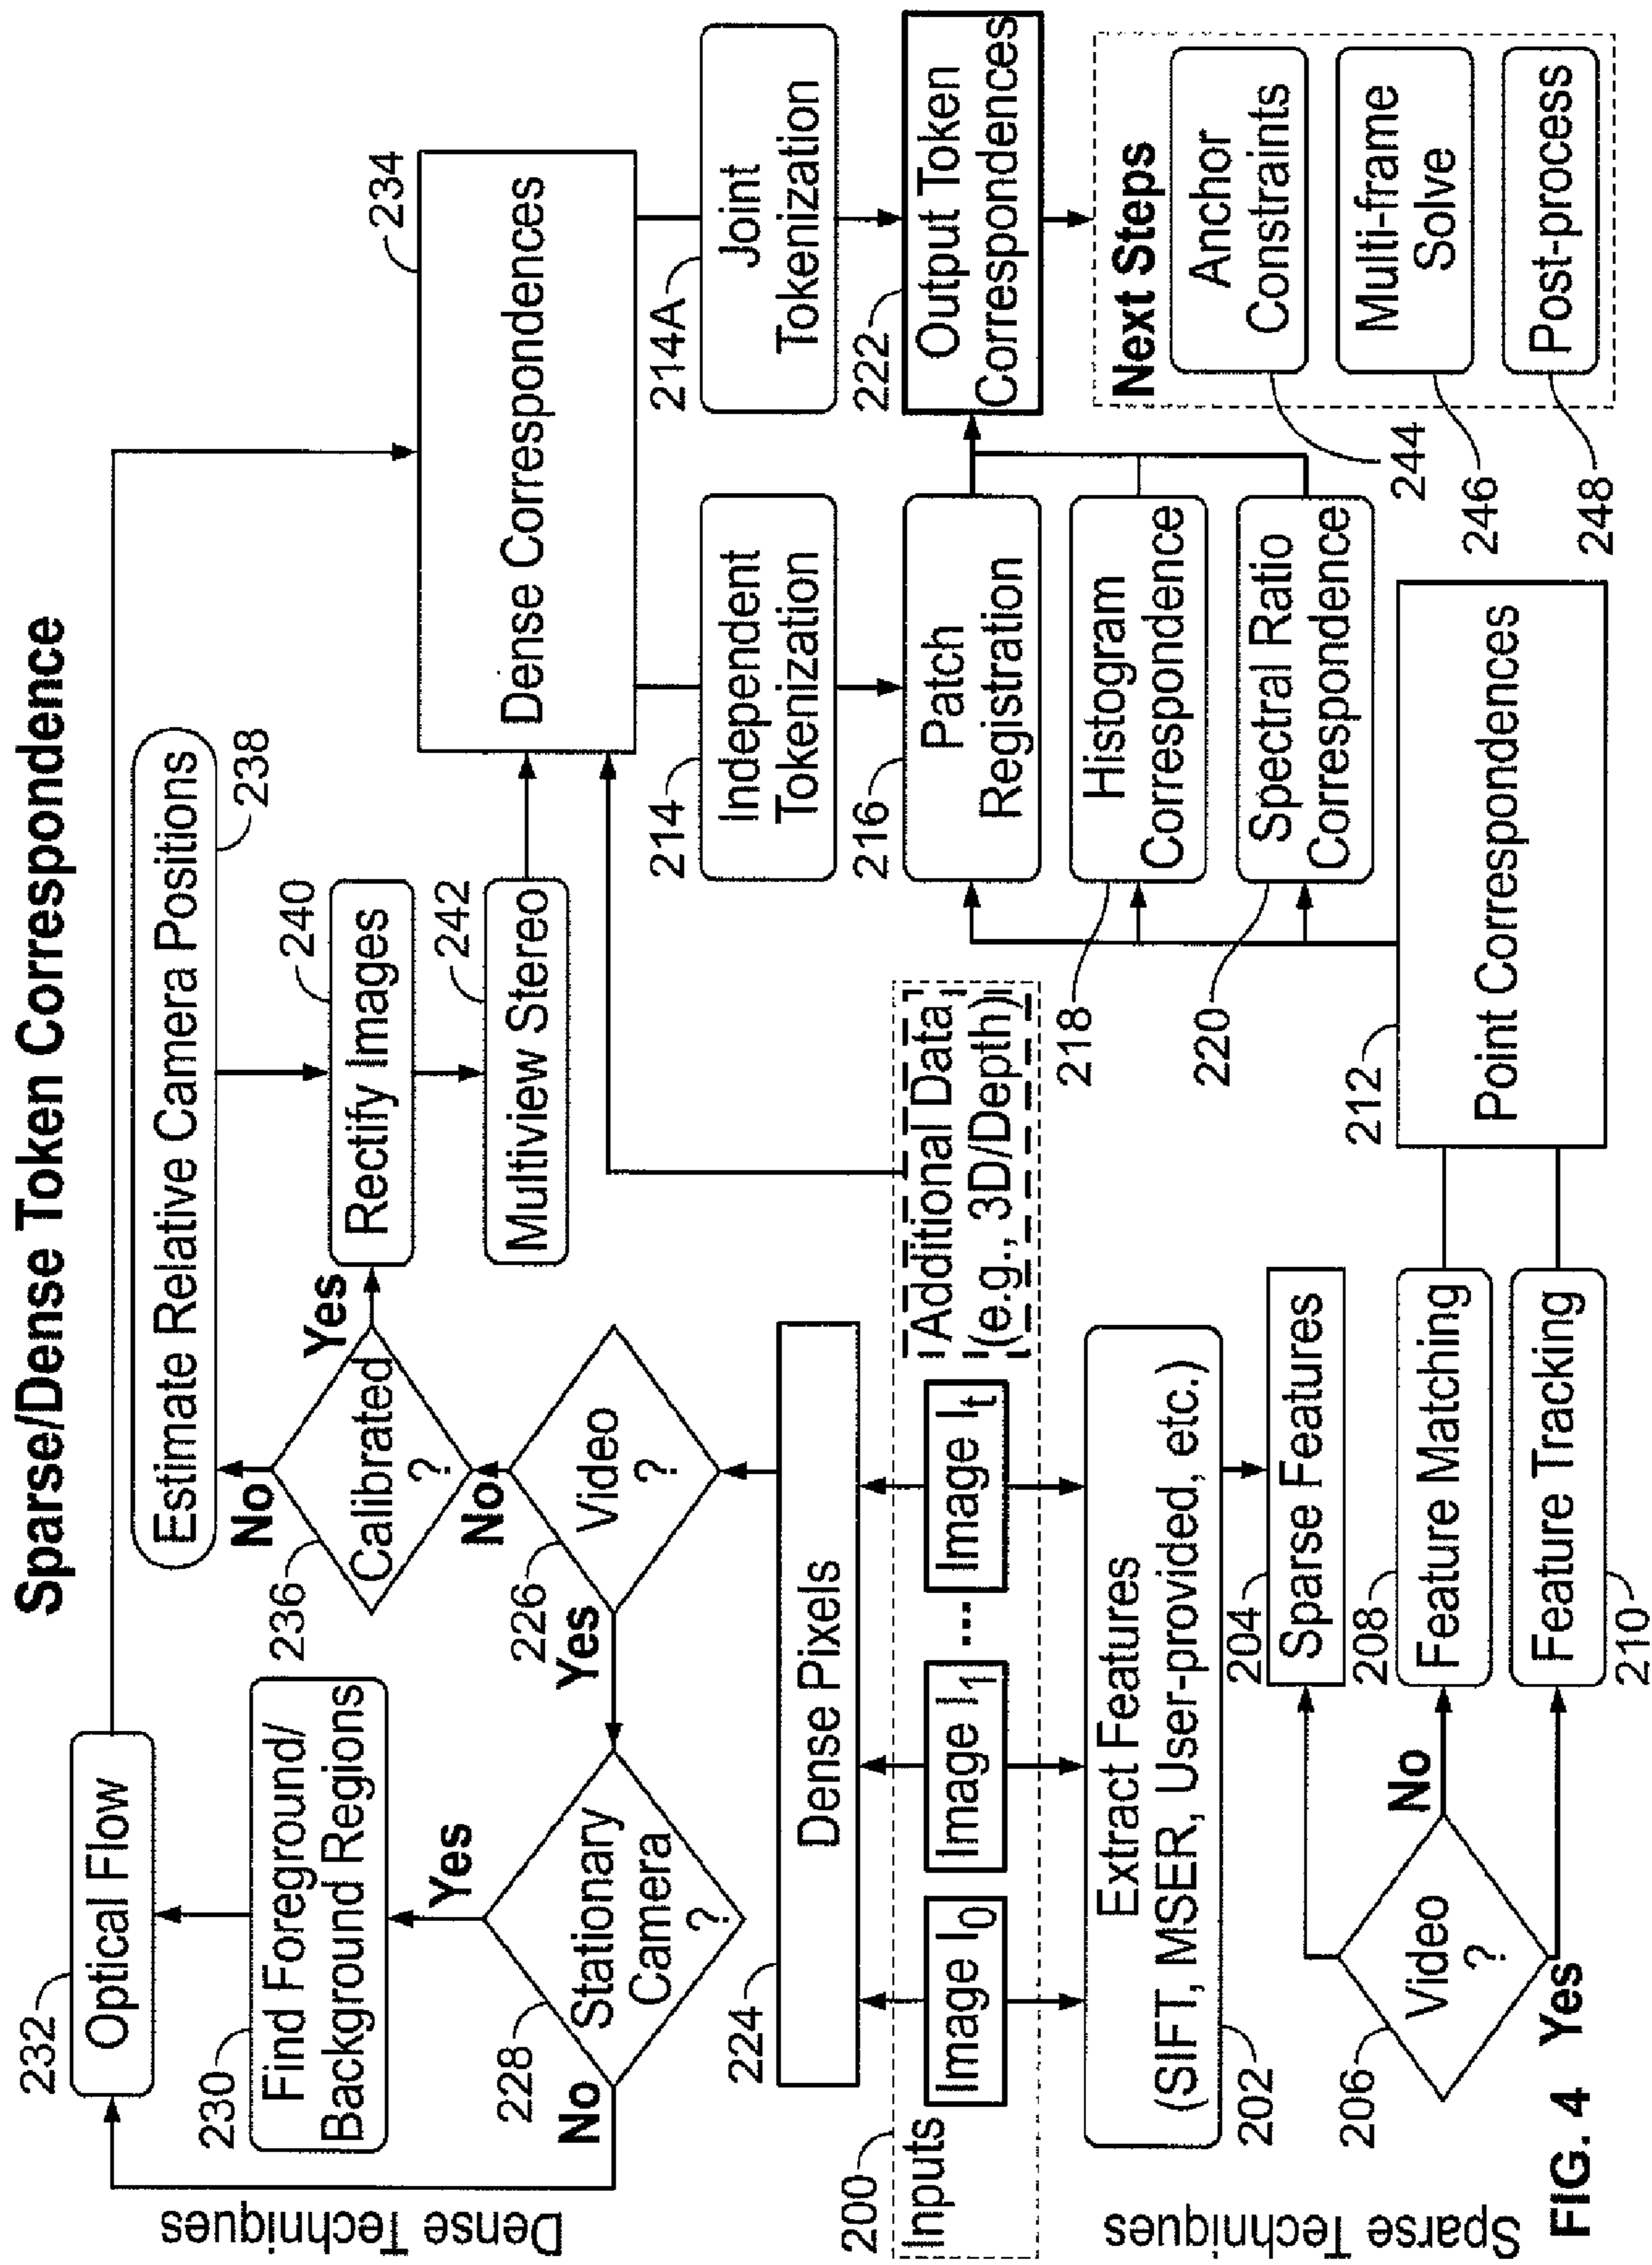 Sparse/Dense Token Correspondence
Dense Techniques
232
Optical Flow
230
Find Foreground/
Background Regions
Yes
228
Stationary
Camera
?
No
Estimate Relative Camera Positions
238
No
236
Calibrated
?
Yes
240
Rectify Images
242
Multiview Stereo
No
226
Video
?
Yes
234
Dense Correspondences
224
Dense Pixels
214
Independent
Tokenization
214A
Joint
Tokenization
200
Inputs
Image I0
Image I1
...
Image It
Additional Data
(e.g., 3D/Depth)
216
Patch
Registration
222
Output Token
Correspondences
218
Histogram
Correspondence
220
Spectral Ratio
Correspondence
Next Steps
Anchor
Constraints
244
Multi-frame
Solve
246
Post-process
248
Sparse Techniques
202
Extract Features
(SIFT, MSER, User-provided, etc.)
204
Sparse Features
206
Video
?
No
Yes
208
Feature Matching
210
Feature Tracking
212
Point Correspondences
FIG. 4